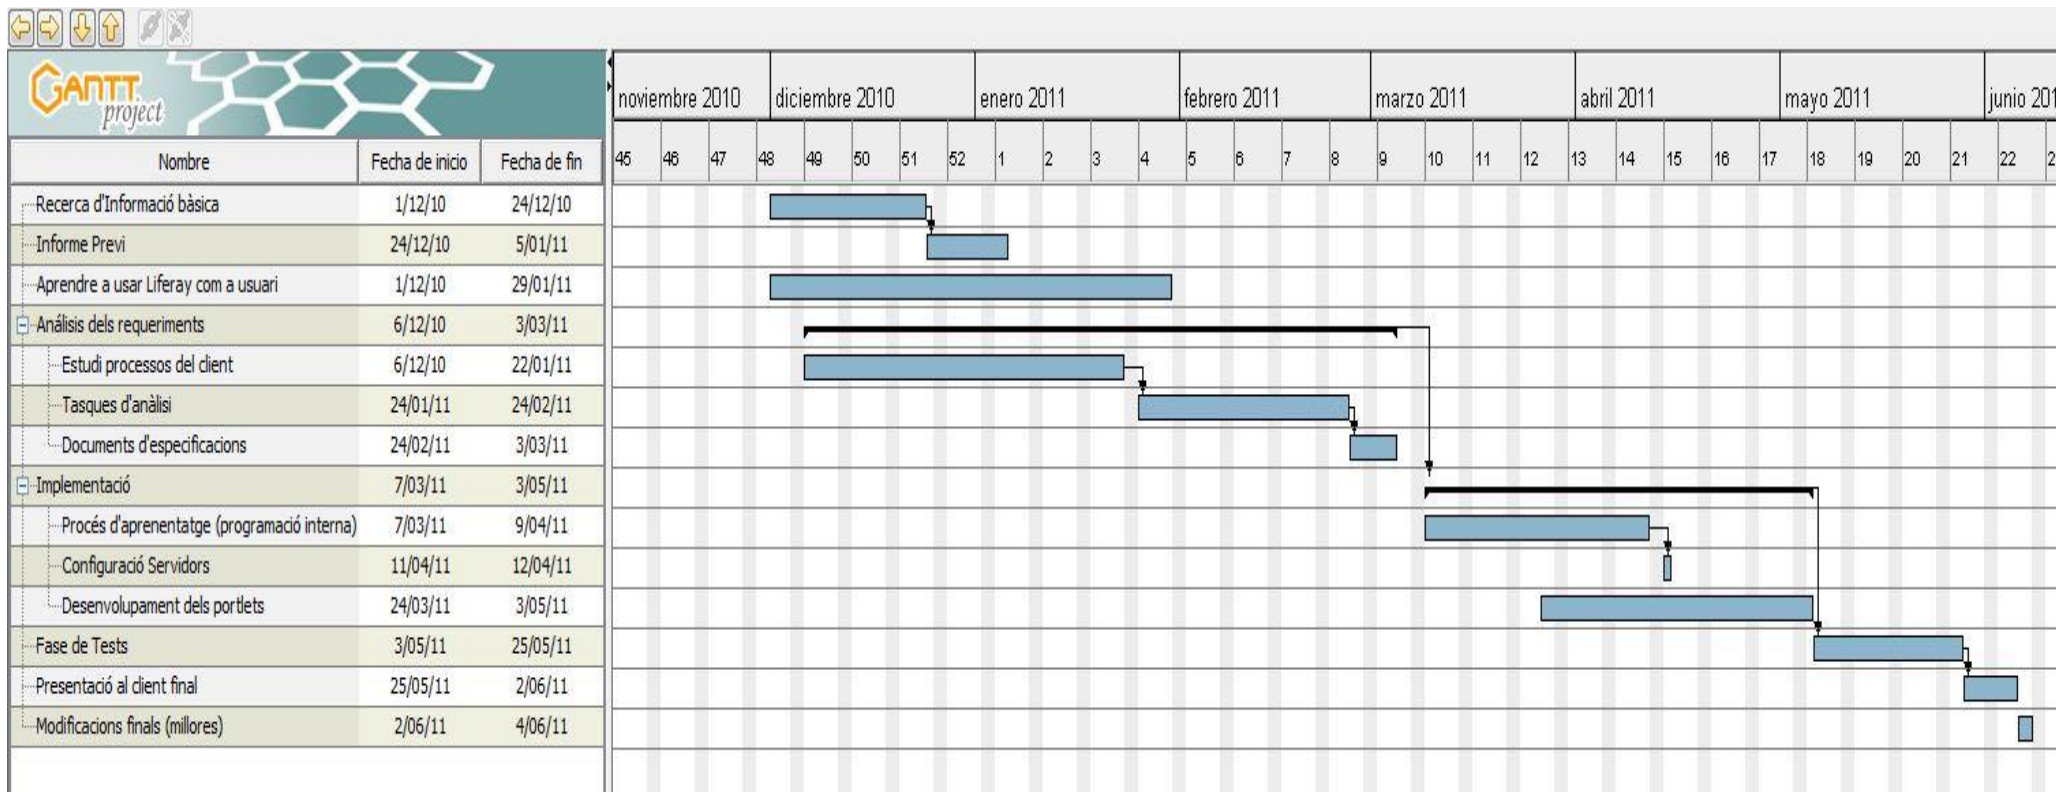 GANTT
project
noviembre 2010 diciembre 2010 enero 2011 febrero 2011 marzo 2011 abril 2011 mayo 2011 junio 201
Nombre Fecha de inicio Fecha de fin 45 46 47 48 49 50 51 52 1 2 3 4 5 6 7 8 9 10 11 12 13 14 15 16 17 18 19 20 21 22 2
Recerca d'Informació bàsica 1/12/10 24/12/10
Informe Previ 24/12/10 5/01/11
Aprendre a usar Liferay com a usuari 1/12/10 29/01/11
Análisis dels requeriments 6/12/10 3/03/11
Estudi processos del client 6/12/10 22/01/11
Tasques d'anàlisi 24/01/11 24/02/11
Documents d'especificacions 24/02/11 3/03/11
Implementació 7/03/11 3/05/11
Procés d'aprenentatge (programació interna) 7/03/11 9/04/11
Configuració Servidors 11/04/11 12/04/11
Desenvolupament dels portlets 24/03/11 3/05/11
Fase de Tests 3/05/11 25/05/11
Presentació al client final 25/05/11 2/06/11
Modificacions finals (millores) 2/06/11 4/06/11